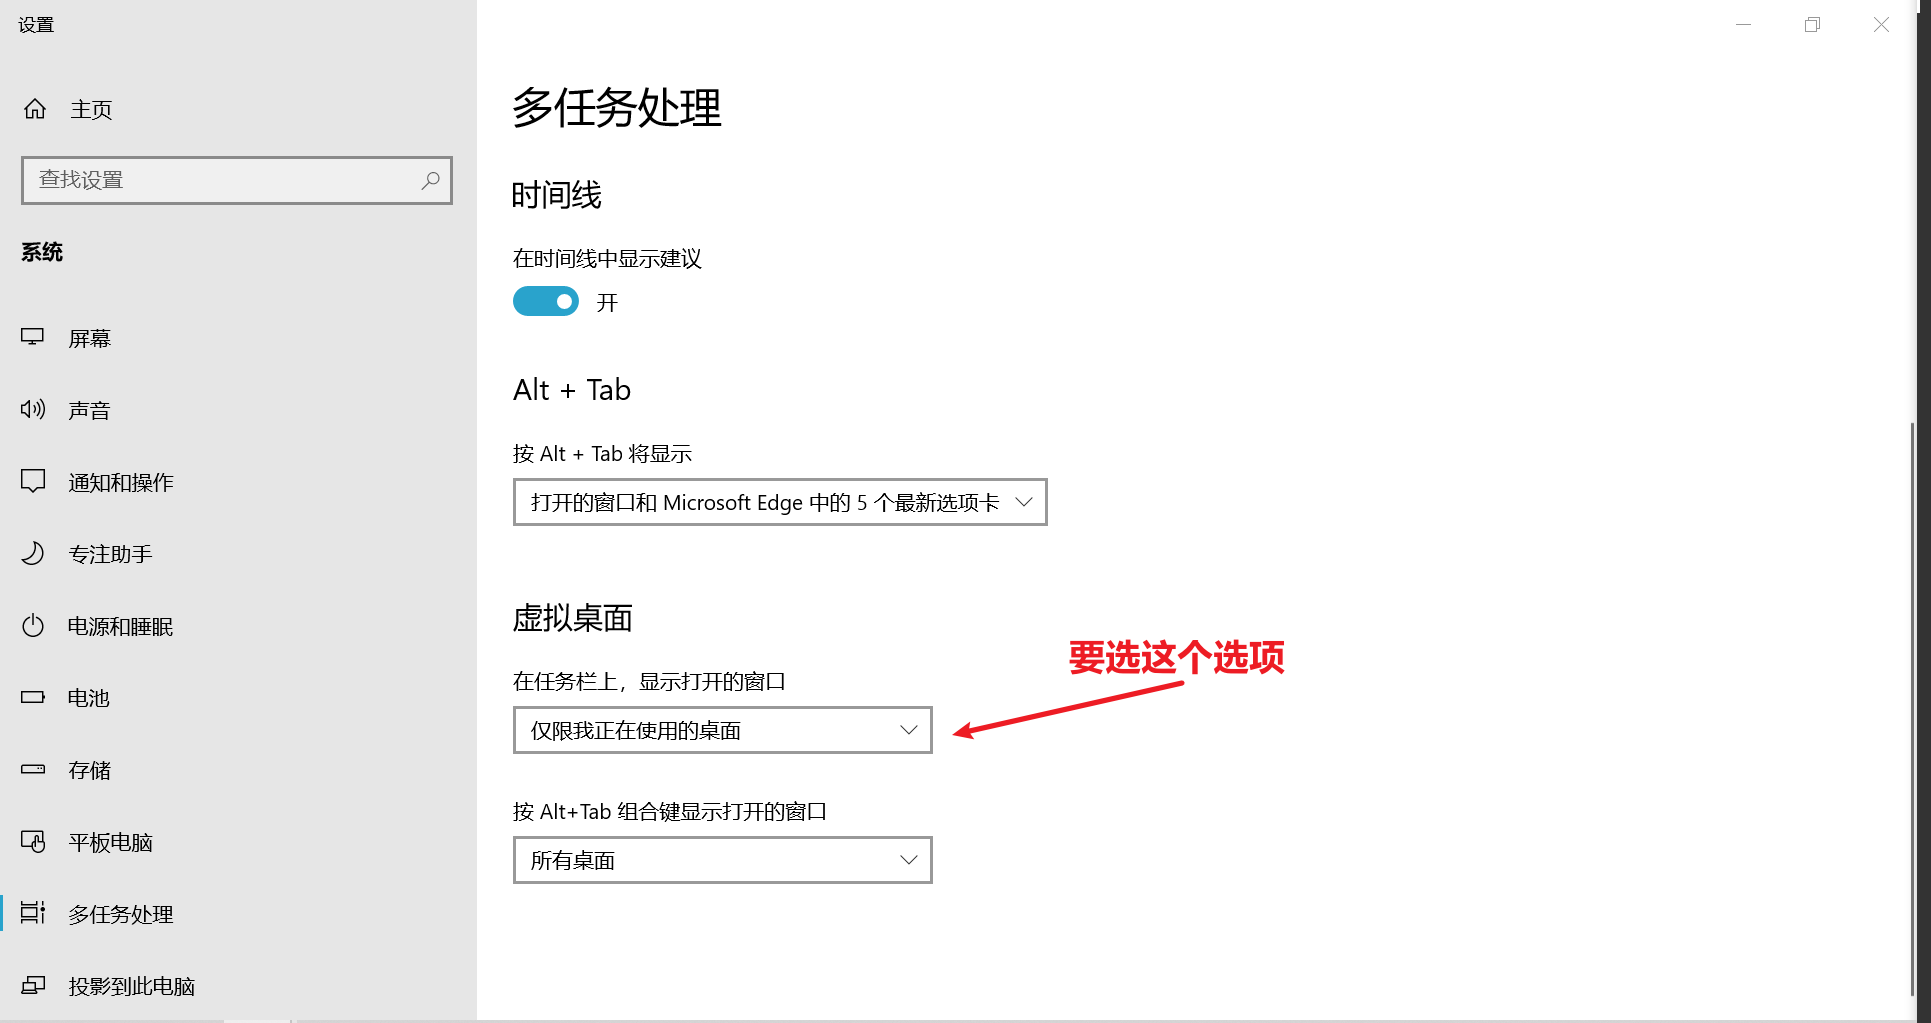 设置
主页
查找设置
系统
屏幕
声音
通知和操作
专注助手
电源和睡眠
电池
存储
平板电脑
多任务处理
投影到此电脑
多任务处理
时间线
在时间线中显示建议
开
Alt + Tab
按 Alt + Tab 将显示
打开的窗口和 Microsoft Edge 中的 5 个最新选项卡
虚拟桌面
要选这个选项
在任务栏上，显示打开的窗口
仅限我正在使用的桌面
按 Alt+Tab 组合键显示打开的窗口
所有桌面